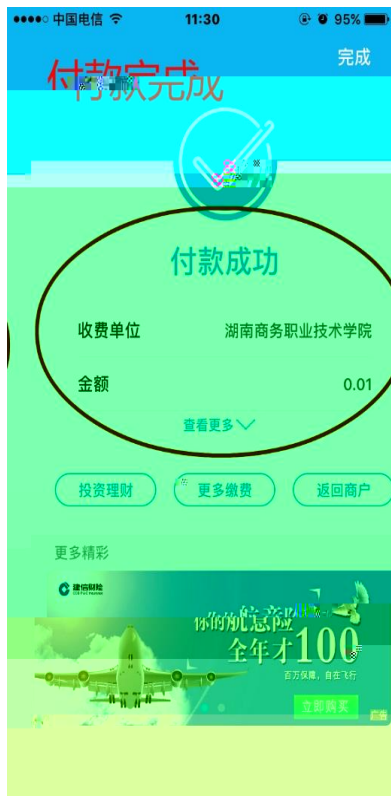 中国电信 11:30 95%
完成
付款完成
付款成功
收费单位 湖南商务职业技术学院
金额 0.01
查看更多
投资理财 更多缴费 返回商户
更多精彩
建信财险
你的航意险
全年才100
百万保障，自在飞行
立即购买